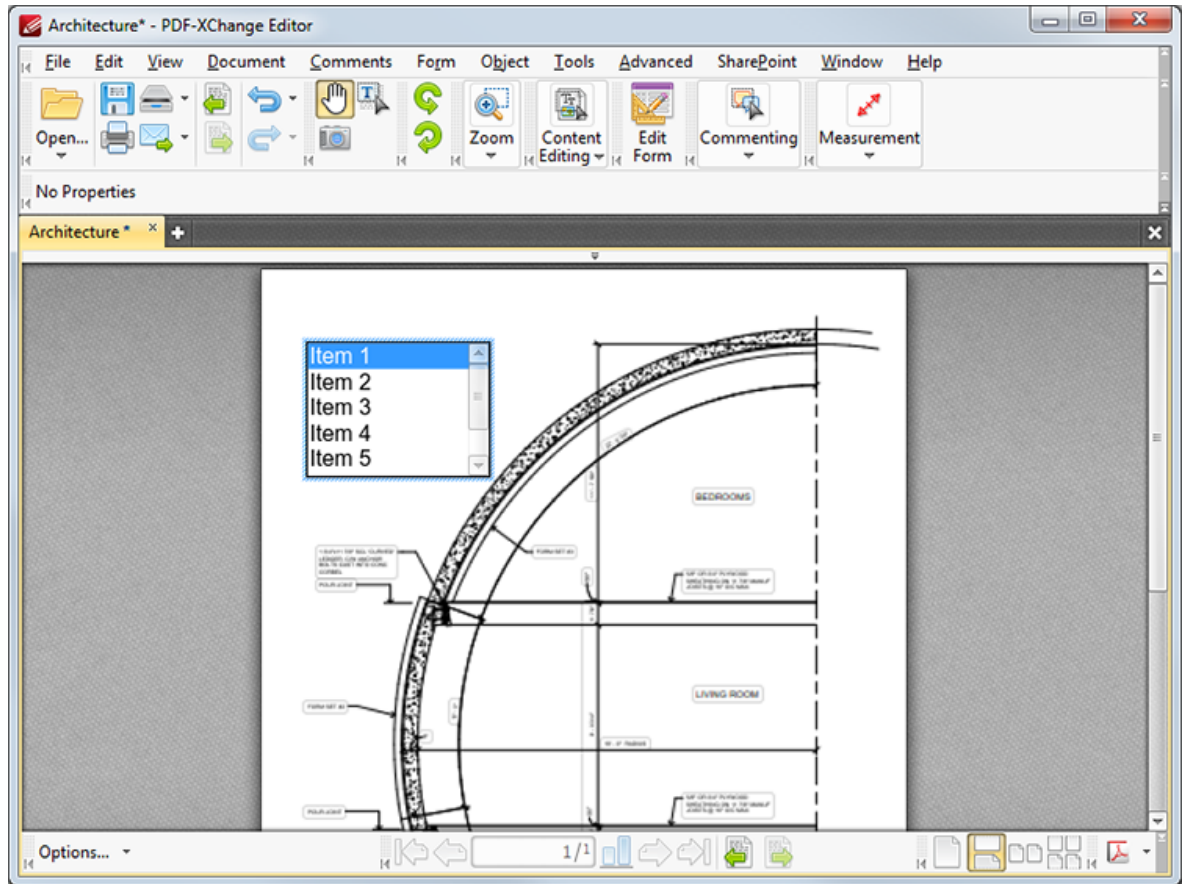 Architecture* - PDF-XChange Editor
File Edit View Document Comments Form Object Tools Advanced SharePoint Window Help
Open...
Zoom
Content Editing
Edit Form
Commenting
Measurement
No Properties
Architecture *
Item 1
Item 2
Item 3
Item 4
Item 5
BEDROOMS
LIVING ROOM
Options...
1/1